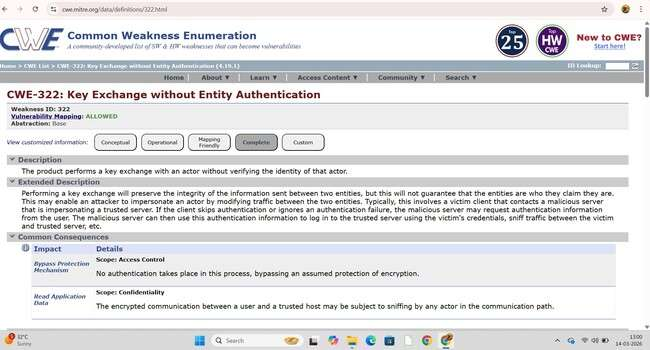 cwe.mitre.org/data/definitions/322.html
CWE
Common Weakness Enumeration
A community-developed list of SW & HW weaknesses that can become vulnerabilities
Top
25
Top
HW
CWE
New to CWE?
Start here!
Home > CWE List > CWE-322: Key Exchange without Entity Authentication (4.19.1)
ID Lookup:
Home | About ▼ | Learn ▼ | Access Content ▼ | Community ▼ | Search ▼
CWE-322: Key Exchange without Entity Authentication
Weakness ID: 322
Vulnerability Mapping: ALLOWED
Abstraction: Base
View customized information:
Conceptual
Operational
Mapping
Friendly
Complete
Custom
Description
The product performs a key exchange with an actor without verifying the identity of that actor.
Extended Description
Performing a key exchange will preserve the integrity of the information sent between two entities, but this will not guarantee that the entities are who they claim they are.
This may enable an attacker to impersonate an actor by modifying traffic between the two entities. Typically, this involves a victim client that contacts a malicious server
that is impersonating a trusted server. If the client skips authentication or ignores an authentication failure, the malicious server may request authentication information
from the user. The malicious server can then use this authentication information to log in to the trusted server using the victim's credentials, sniff traffic between the victim
and trusted server, etc.
Common Consequences
Impact Details
Bypass Protection
Mechanism
Scope: Access Control
No authentication takes place in this process, bypassing an assumed protection of encryption.
Read Application
Data
Scope: Confidentiality
The encrypted communication between a user and a trusted host may be subject to sniffing by any actor in the communication path.
Sunny
Search
13:00
14-03-2026